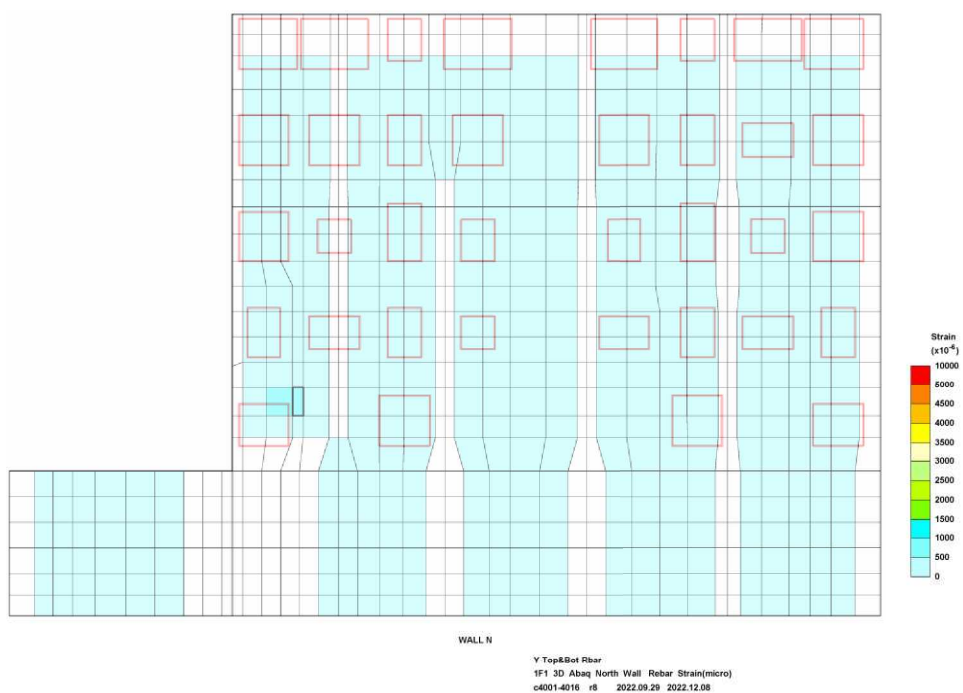 Strain
(x10⁻⁶)
10000
5000
4500
4000
3500
3000
2500
2000
1500
1000
500
0
WALL N
Y Top&Bot Rbar
1F1 3D Abaq North Wall Rebar Strain(micro)
c4001-4016 r8 2022.09.29 2022.12.08